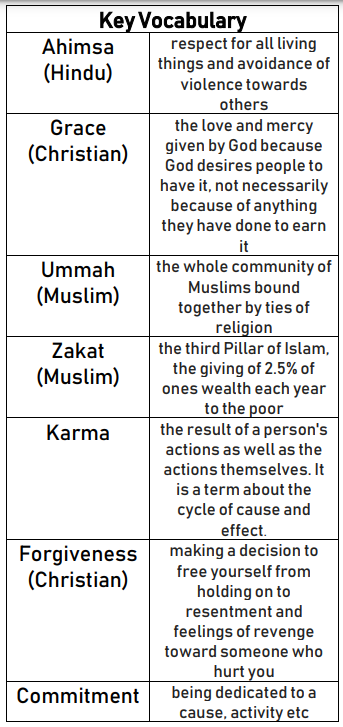 Key Vocabulary
Ahimsa
(Hindu)
respect for all living
things and avoidance of
violence towards
others
Grace
(Christian)
the love and mercy
given by God because
God desires people to
have it, not necessarily
because of anything
they have done to earn
it
Ummah
(Muslim)
the whole community of
Muslims bound
together by ties of
religion
Zakat
(Muslim)
the third Pillar of Islam,
the giving of 2.5% of
ones wealth each year
to the poor
Karma
the result of a person's
actions as well as the
actions themselves. It
is a term about the
cycle of cause and
effect.
Forgiveness
(Christian)
making a decision to
free yourself from
holding on to
resentment and
feelings of revenge
toward someone who
hurt you
Commitment
being dedicated to a
cause, activity etc